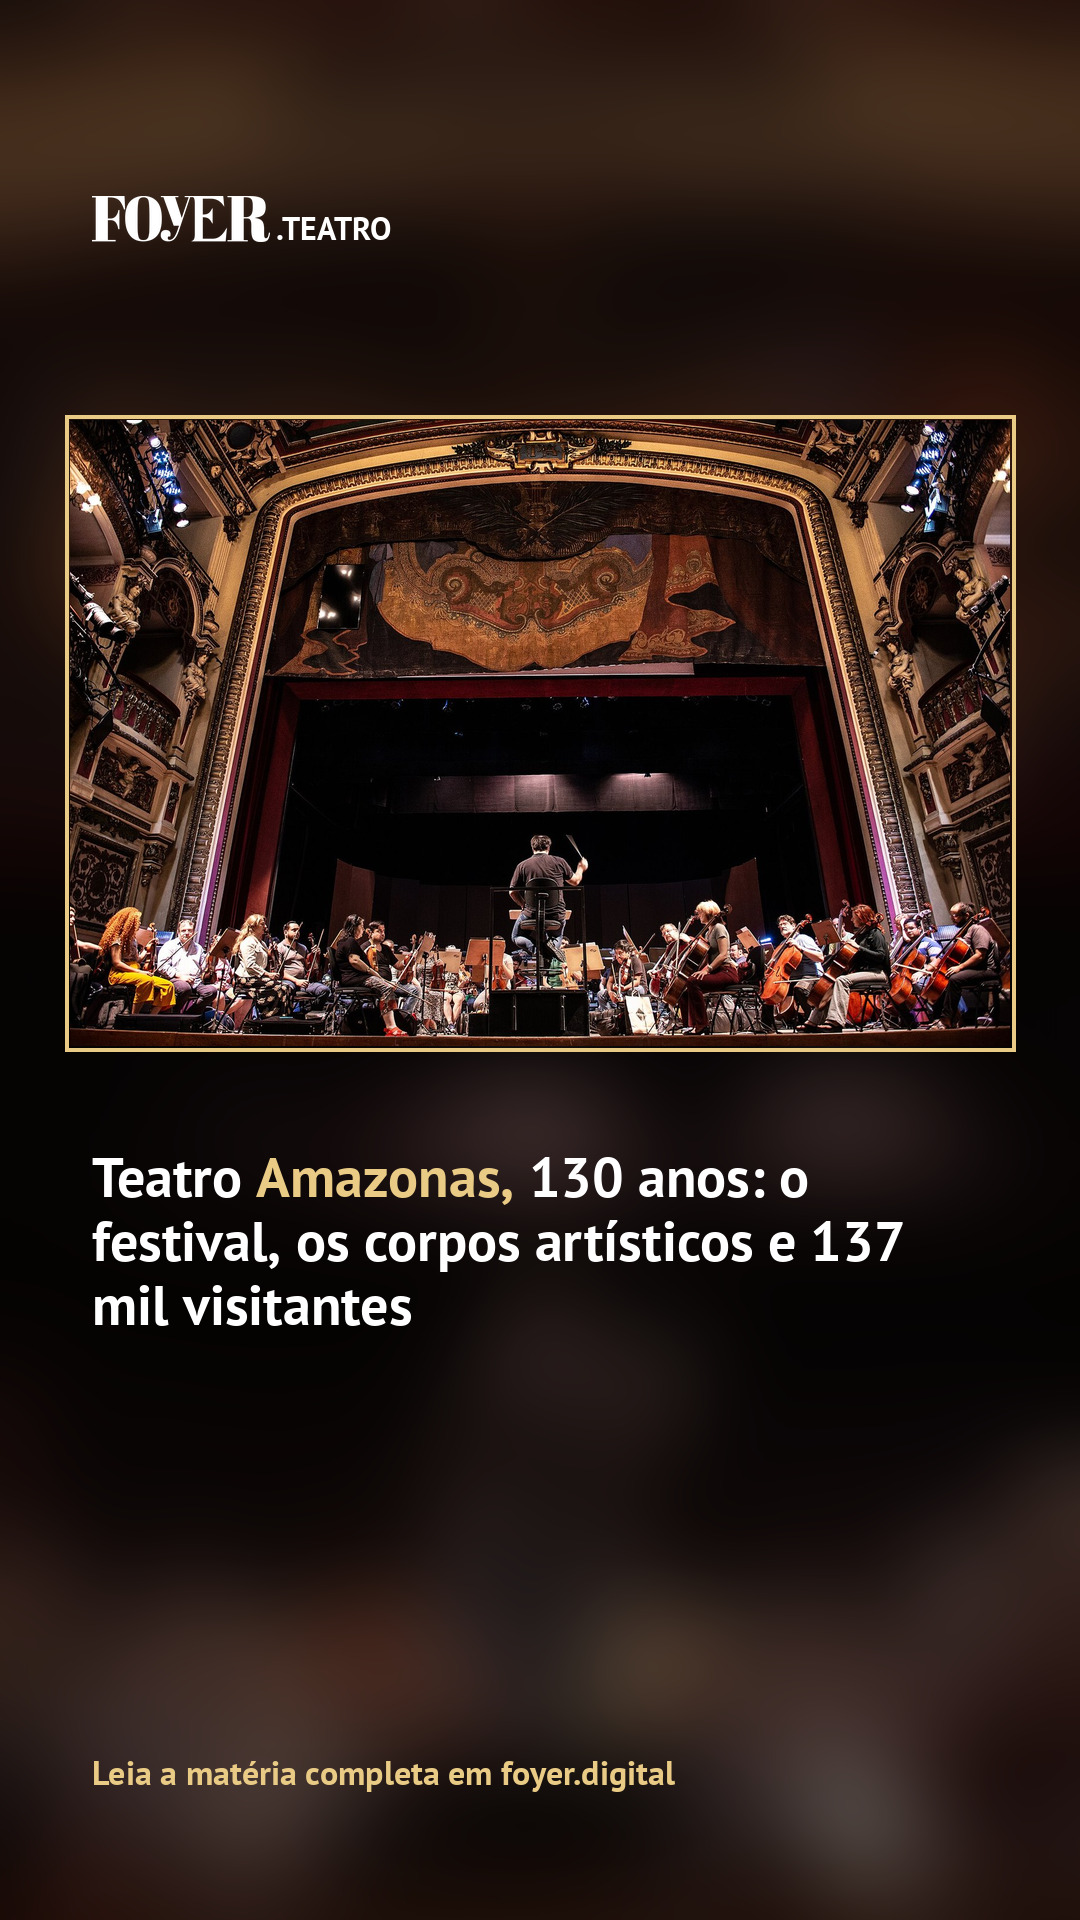 FOYER .TEATRO
Teatro Amazonas, 130 anos: o
festival, os corpos artísticos e 137
mil visitantes
Leia a matéria completa em foyer.digital